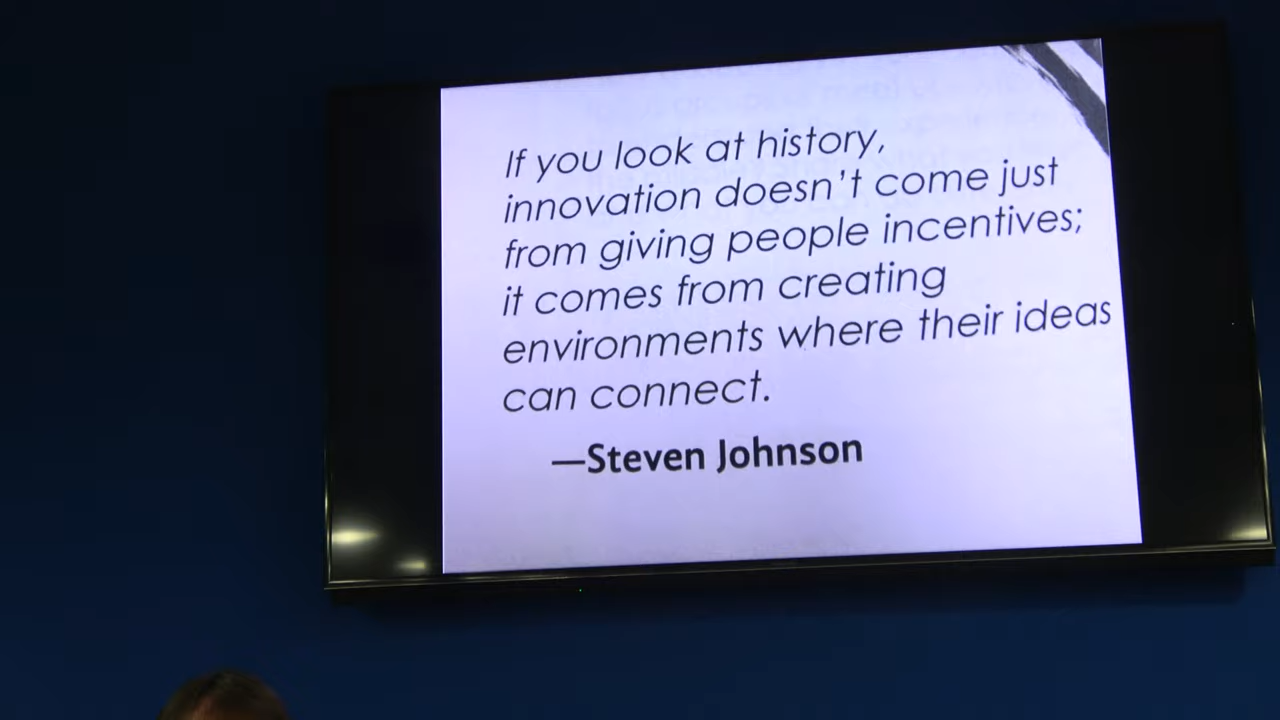 If you look at history,
innovation doesn't come just
from giving people incentives;
it comes from creating
environments where their ideas
can connect.
—Steven Johnson